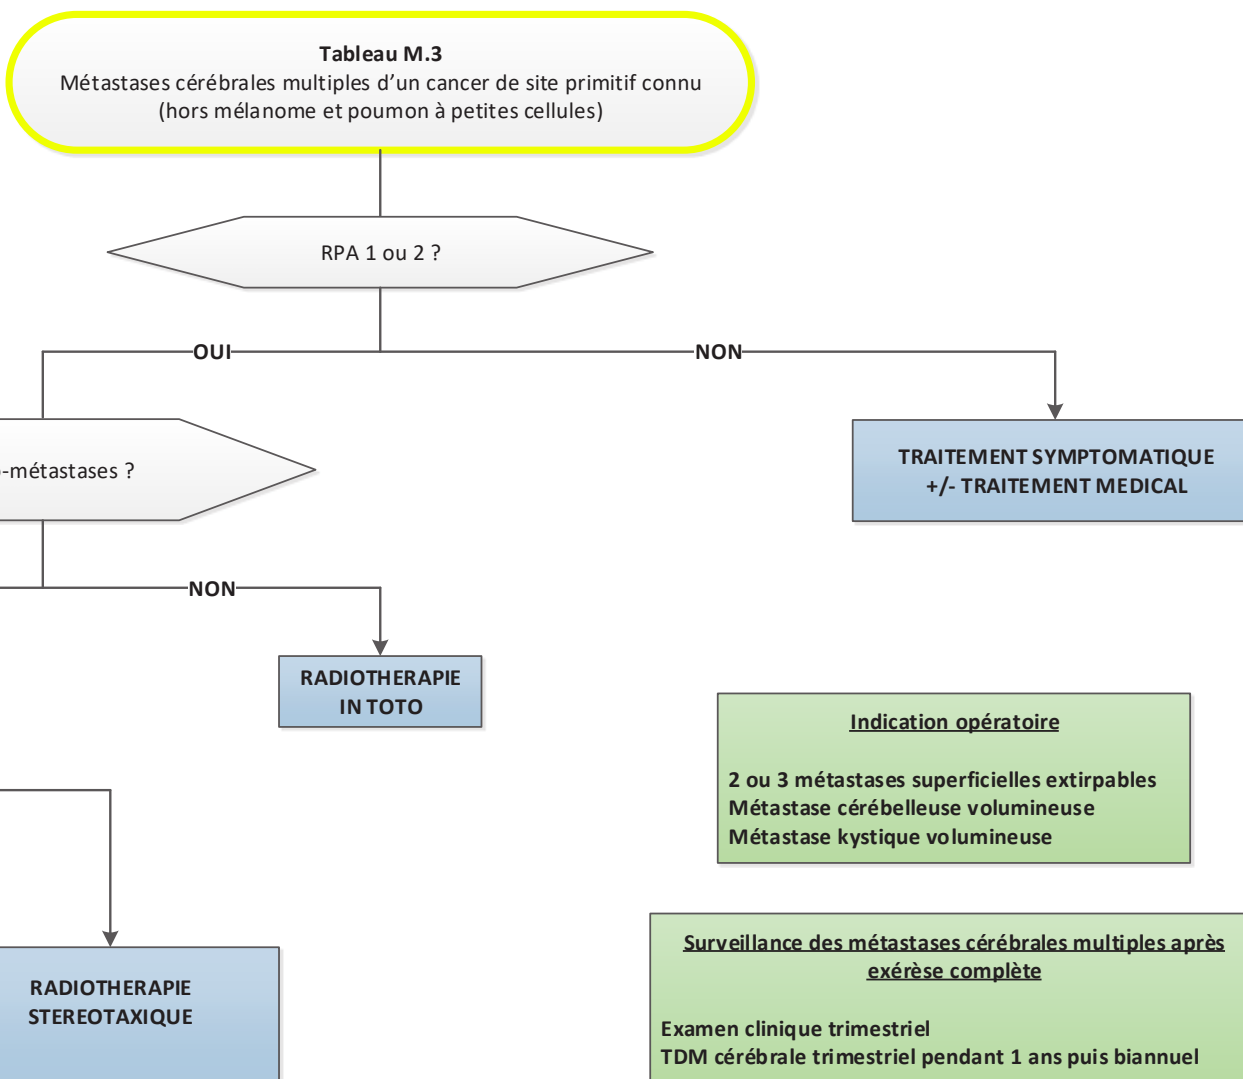 Tableau M.3
Métastases cérébrales multiples d’un cancer de site primitif connu
(hors mélanome et poumon à petites cellules)
RPA 1 ou 2 ?
OUI
NON
-métastases ?
TRAITEMENT SYMPTOMATIQUE
+/- TRAITEMENT MEDICAL
NON
RADIOTHERAPIE
IN TOTO
Indication opératoire
2 ou 3 métastases superficielles extirpables
Métastase cérébelleuse volumineuse
Métastase kystique volumineuse
Surveillance des métastases cérébrales multiples après
exérèse complète
Examen clinique trimestriel
TDM cérébrale trimestriel pendant 1 ans puis biannuel
RADIOTHERAPIE
STEREOTAXIQUE